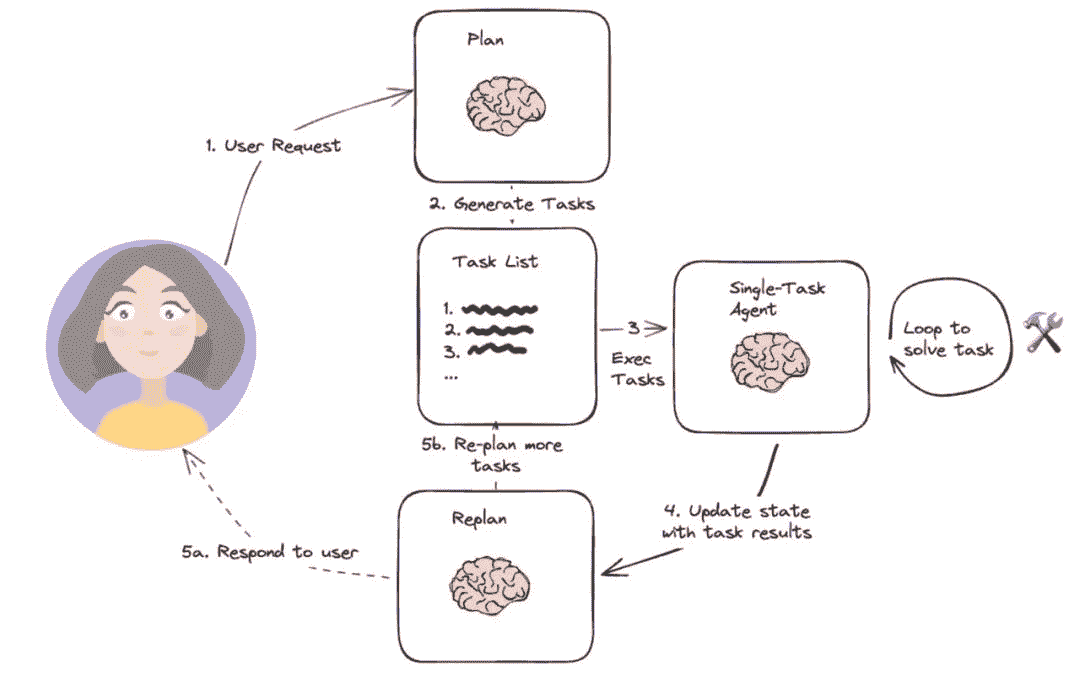 Plan
1. User Request
2. Generate Tasks
Task List
1.
2.
3.
...
3
Exec
Tasks
Single-Task
Agent
Loop to
solve task
5b. Re-plan more
tasks
4. Update state
with task results
Replan
5a. Respond to user